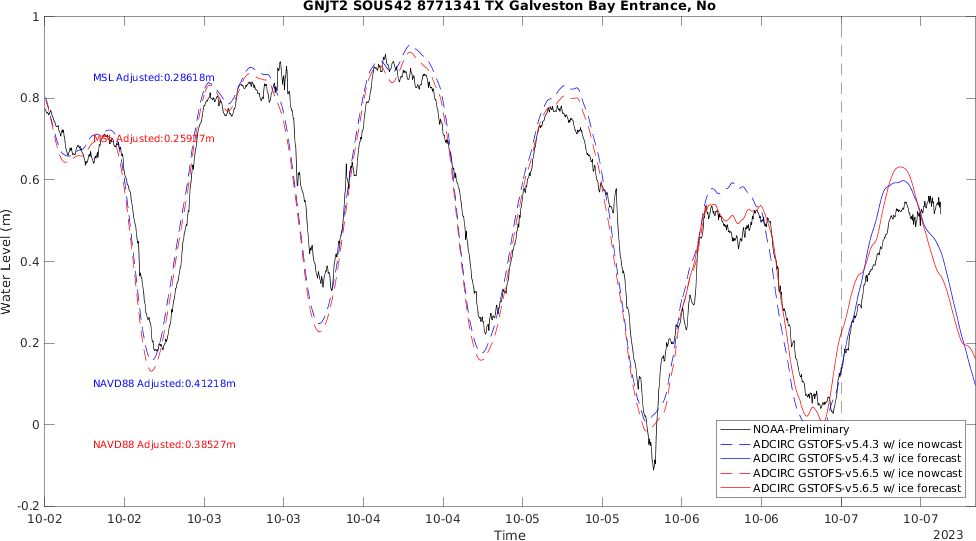 GNJT2 SOUS42 8771341 TX Galveston Bay Entrance, No
1
0.8
0.6
0.4
0.2
0
-0.2
Water Level (m)
MSL Adjusted:0.28618m
MSL Adjusted:0.25927m
NAVD88 Adjusted:0.41218m
NAVD88 Adjusted:0.38527m
NOAA-Preliminary
ADCIRC GSTOFS-v5.4.3 w/ ice nowcast
ADCIRC GSTOFS-v5.4.3 w/ ice forecast
ADCIRC GSTOFS-v5.6.5 w/ ice nowcast
ADCIRC GSTOFS-v5.6.5 w/ ice forecast
10-02 10-02 10-03 10-03 10-04 10-04 10-05 10-05 10-06 10-06 10-07 10-07
Time
2023